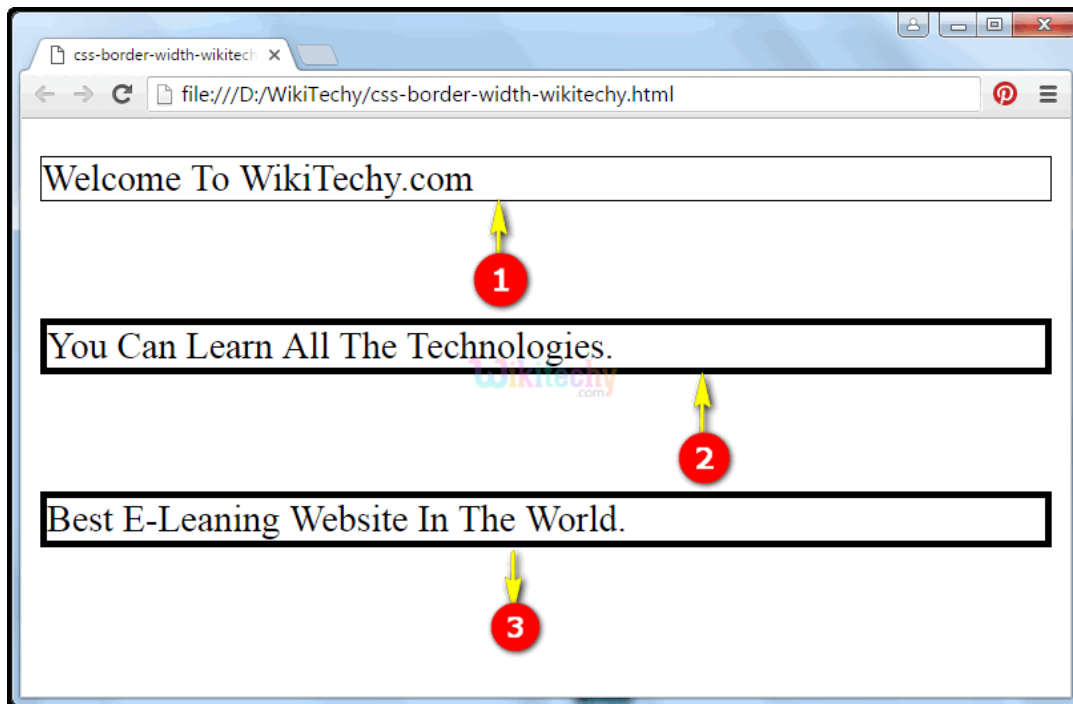 css-border-width-wikitech
file:///D:/WikiTechy/css-border-width-wikitechy.html
Welcome To WikiTechy.com
1
You Can Learn All The Technologies.
Wikitechy
.com
2
Best E-Leaning Website In The World.
3